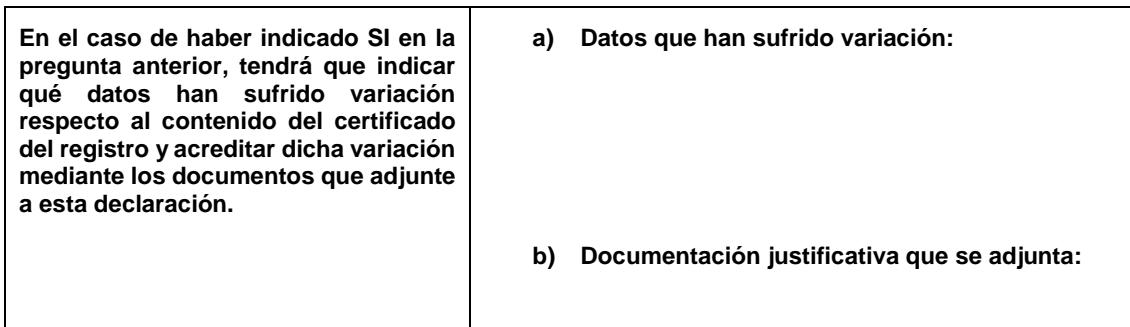 En el caso de haber indicado SI en la
pregunta anterior, tendrá que indicar
qué datos han sufrido variación
respecto al contenido del certificado
del registro y acreditar dicha variación
mediante los documentos que adjunte
a esta declaración.
a) Datos que han sufrido variación:
b) Documentación justificativa que se adjunta: